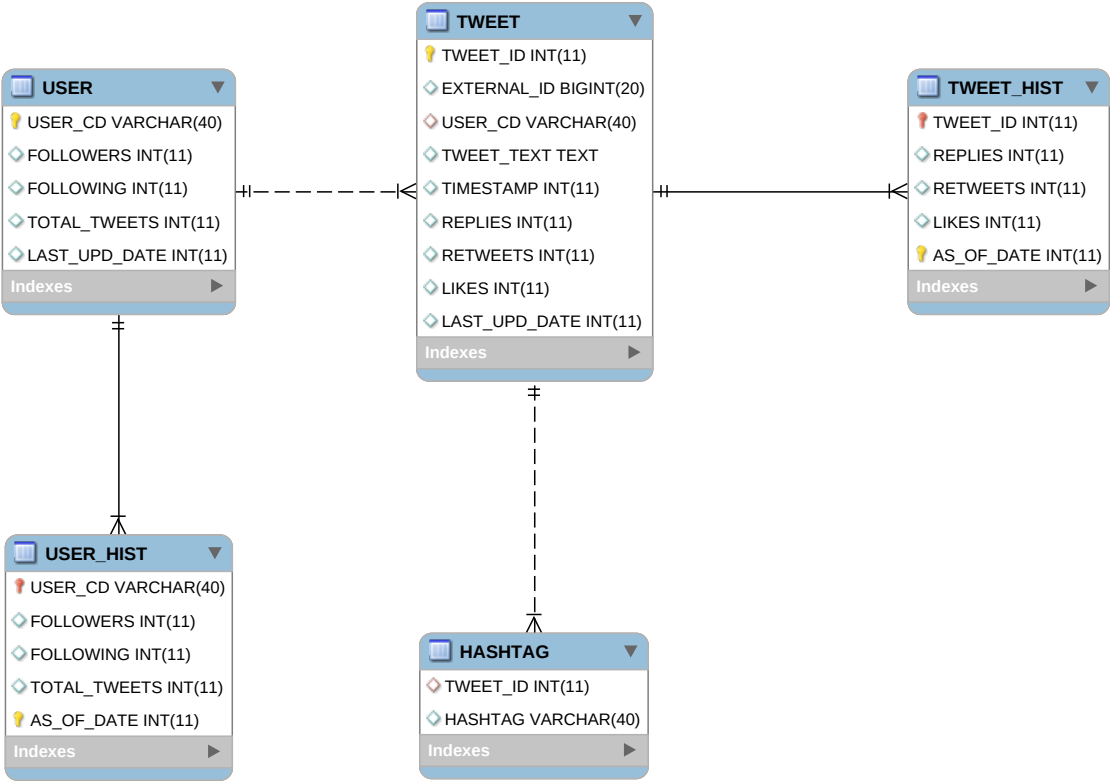 USER
USER_CD VARCHAR(40)
FOLLOWERS INT(11)
FOLLOWING INT(11)
TOTAL_TWEETS INT(11)
LAST_UPD_DATE INT(11)
Indexes
TWEET
TWEET_ID INT(11)
EXTERNAL_ID BIGINT(20)
USER_CD VARCHAR(40)
TWEET_TEXT TEXT
TIMESTAMP INT(11)
REPLIES INT(11)
RETWEETS INT(11)
LIKES INT(11)
LAST_UPD_DATE INT(11)
Indexes
TWEET_HIST
TWEET_ID INT(11)
REPLIES INT(11)
RETWEETS INT(11)
LIKES INT(11)
AS_OF_DATE INT(11)
Indexes
USER_HIST
USER_CD VARCHAR(40)
FOLLOWERS INT(11)
FOLLOWING INT(11)
TOTAL_TWEETS INT(11)
AS_OF_DATE INT(11)
Indexes
HASHTAG
TWEET_ID INT(11)
HASHTAG VARCHAR(40)
Indexes